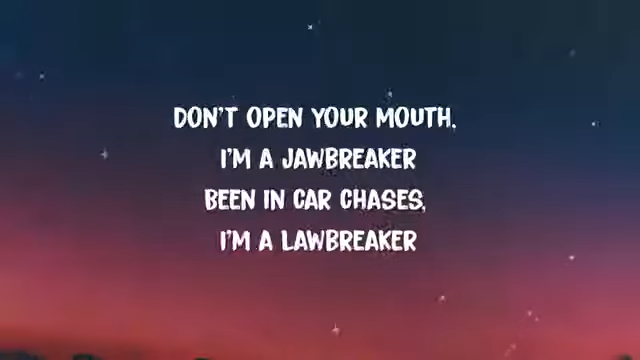 DON'T OPEN YOUR MOUTH,
I'M A JAWBREAKER
BEEN IN CAR CHASES,
I'M A LAWBREAKER